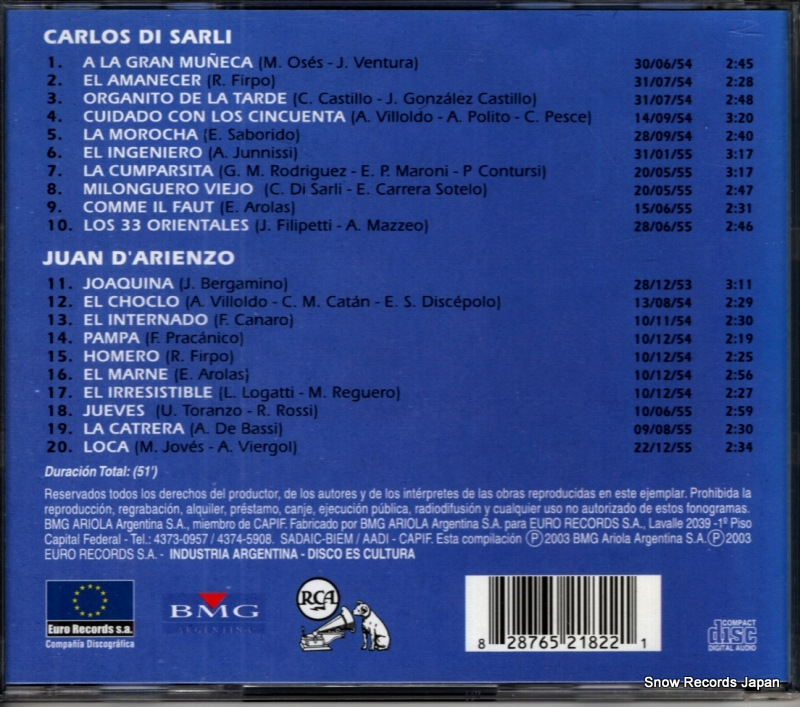 CARLOS DI SARLI
1. A LA GRAN MUÑECA (M. Osés - J. Ventura) 30/06/54 2:45
2. EL AMANECER (R. Firpo) 31/07/54 2:28
3. ORGANITO DE LA TARDE (C. Castillo - J. González Castillo) 31/07/54 2:48
4. CUIDADO CON LOS CINCUENTA (A. Villoldo - A. Polito - C. Pesce) 14/09/54 3:20
5. LA MOROCHA (E. Saborido) 28/09/54 2:40
6. EL INGENIERO (A. Junnissi) 31/01/55 3:17
7. LA CUMPARSITA (G. M. Rodriguez - E. P. Maroni - P Contursi) 20/05/55 3:17
8. MILONGUERO VIEJO (C. Di Sarli - E. Carrera Sotelo) 20/05/55 2:47
9. COMME IL FAUT (E. Arolas) 15/06/55 2:31
10. LOS 33 ORIENTALES (J. Filipetti - A. Mazzeo) 28/06/55 2:46
JUAN D'ARIENZO
11. JOAQUINA (J. Bergamino) 28/12/53 3:11
12. EL CHOCLO (A. Villoldo - C. M. Catán - E. S. Discépolo) 13/08/54 2:29
13. EL INTERNADO (F. Canaro) 10/11/54 2:30
14. PAMPA (F. Pracánico) 10/12/54 2:19
15. HOMERO (R. Firpo) 10/12/54 2:25
16. EL MARNE (E. Arolas) 10/12/54 2:56
17. EL IRRESISTIBLE (L. Logatti - M. Reguero) 10/12/54 2:27
18. JUEVES (U. Toranzo - R. Rossi) 10/06/55 2:59
19. LA CATRERA (A. De Bassi) 09/08/55 2:30
20. LOCA (M. Jovés - A. Viergol) 22/12/55 2:34
Duración Total: (51')
Reservados todos los derechos del productor, de los autores y de los intérpretes de las obras reproducidas en este ejemplar. Prohibida la
reproducción, regrabación, alquiler, préstamo, canje, ejecución pública, radiodifusión y cualquier uso no autorizado de estos fonogramas.
BMG ARIOLA Argentina S.A., miembro de CAPIF. Fabricado por BMG ARIOLA Argentina S.A. para EURO RECORDS S.A., Lavalle 2039 -1º Piso
Capital Federal - Tel.: 4373-0957 / 4374-5908. SADAIC-BIEM / AADI - CAPIF. Esta compilación Ⓟ2003 BMG Ariola Argentina S.A.Ⓟ2003
EURO RECORDS S.A.- INDUSTRIA ARGENTINA - DISCO ES CULTURA
Euro Records s.a.
Compañía Discográfica
BMG
ARGENTINA
RCA
8 28765 21822 1
COMPACT
disc
DIGITAL AUDIO
Snow Records Japan